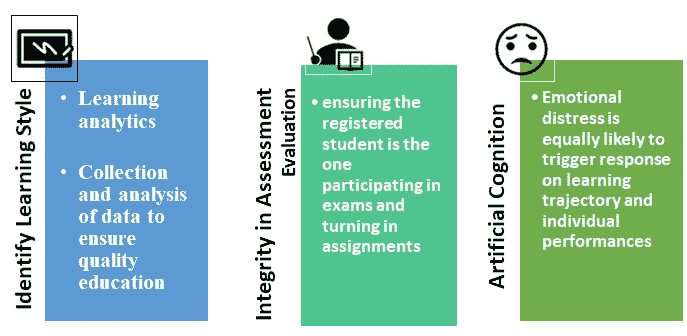 Identify Learning Style
• Learning
analytics
• Collection
and analysis
of data to
ensure
quality
education
Integrity in Assessment
Evaluation
• ensuring the
registered
student is the
one
participating in
exams and
turning in
assignments
Artificial Cognition
• Emotional
distress is
equally likely to
trigger response
on learning
trajectory and
individual
performances